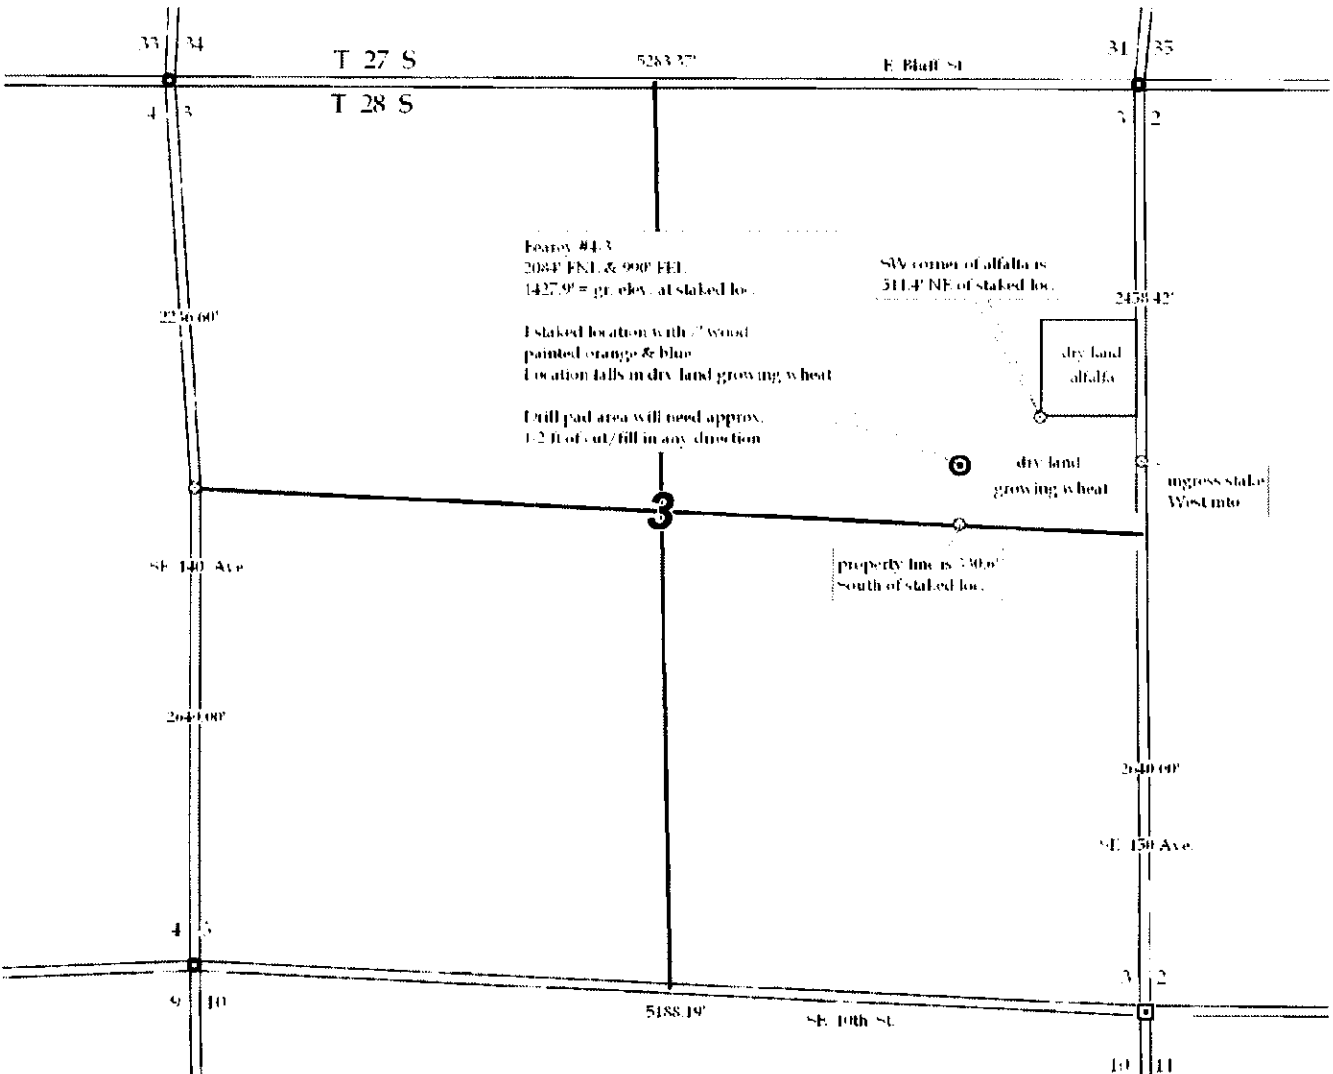 33 34
T 27 S
5283.37'
E Bluff St
34 35
T 28 S
4 3
3 2
Fearey #4-3
2084' FNL & 990' FEL
1427.9' = gr. elev. at staked loc.
I staked location with 7' wood
painted orange & blue
Location falls in dry land growing wheat
Drill pad area will need approx.
1-2 ft of cut/fill in any direction
SW corner of alfalfa is
511.4' NE of staked loc.
2458.42'
dry land
alfalfa
2256.60'
dry land
growing wheat
ingress stake
West into
3
property line is 330.6'
South of staked loc.
SE 140 Ave
2640.00'
2640.00'
SE 150 Ave.
4 3
9 10
5188.19'
SE 10th St.
3 2
10 11